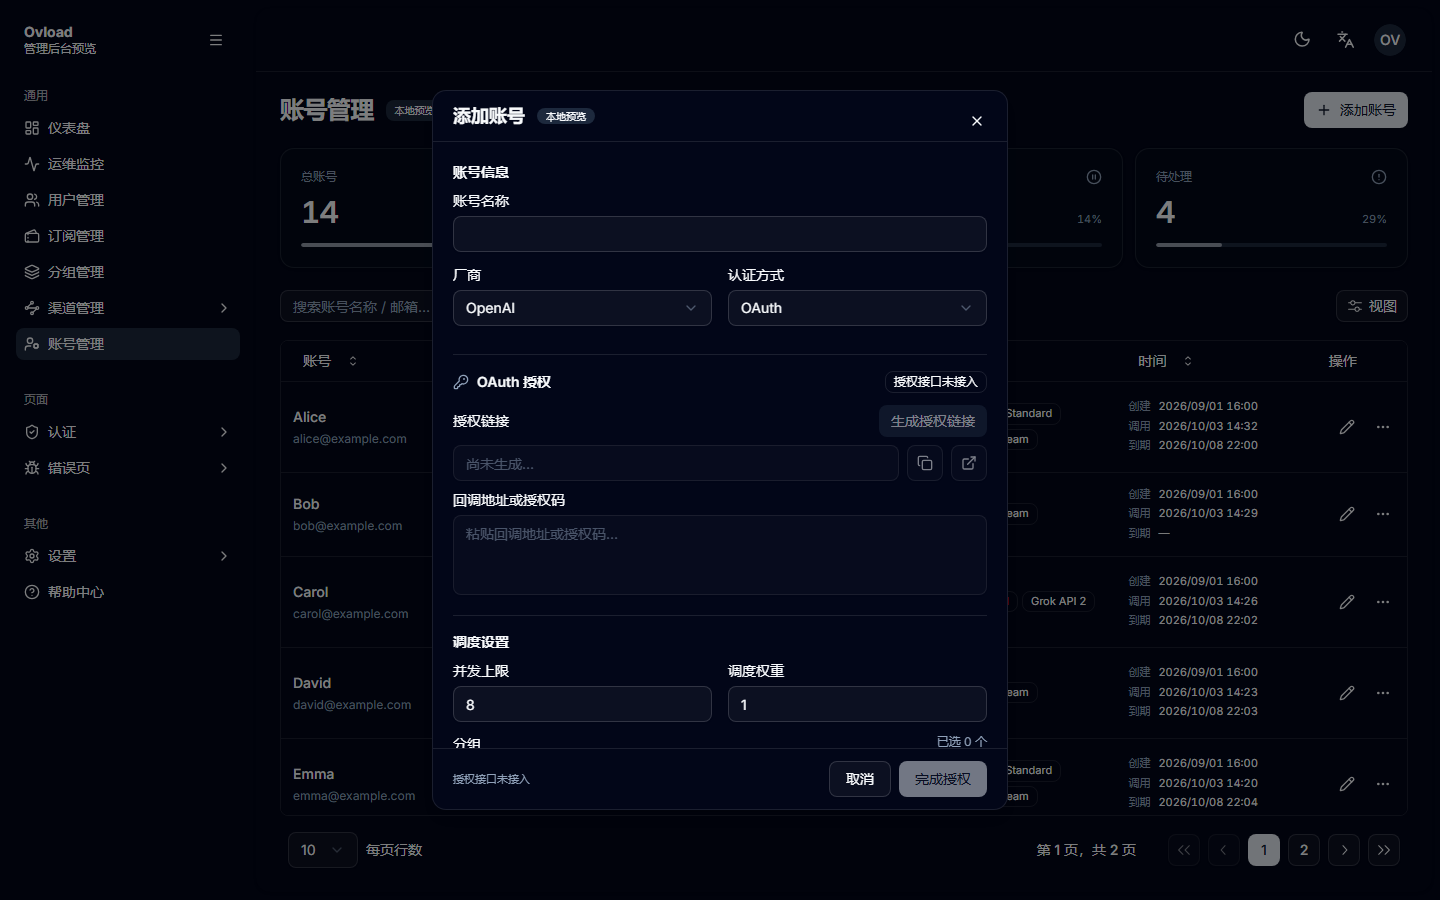 Ovload
管理后台预览
通用
仪表盘
运维监控
用户管理
订阅管理
分组管理
渠道管理
账号管理
页面
认证
错误页
其他
设置
帮助中心
OV
账号管理
本地预览
添加账号
总账号
14
14%
待处理
4
29%
搜索账号名称 / 邮箱...
视图
账号
时间
操作
Alice
alice@example.com
Standard
eam
创建 2026/09/01 16:00
调用 2026/10/03 14:32
到期 2026/10/08 22:00
Bob
bob@example.com
eam
创建 2026/09/01 16:00
调用 2026/10/03 14:29
到期 —
Carol
carol@example.com
Grok API 2
创建 2026/09/01 16:00
调用 2026/10/03 14:26
到期 2026/10/08 22:02
David
david@example.com
eam
创建 2026/09/01 16:00
调用 2026/10/03 14:23
到期 2026/10/08 22:03
Emma
emma@example.com
Standard
eam
创建 2026/09/01 16:00
调用 2026/10/03 14:20
到期 2026/10/08 22:04
10
每页行数
第 1 页，共 2 页
1
2
添加账号
本地预览
账号信息
账号名称
厂商
认证方式
OpenAI
OAuth
OAuth 授权
授权接口未接入
授权链接
生成授权链接
尚未生成...
回调地址或授权码
粘贴回调地址或授权码...
调度设置
并发上限
调度权重
8
1
分组
已选 0 个
授权接口未接入
取消
完成授权